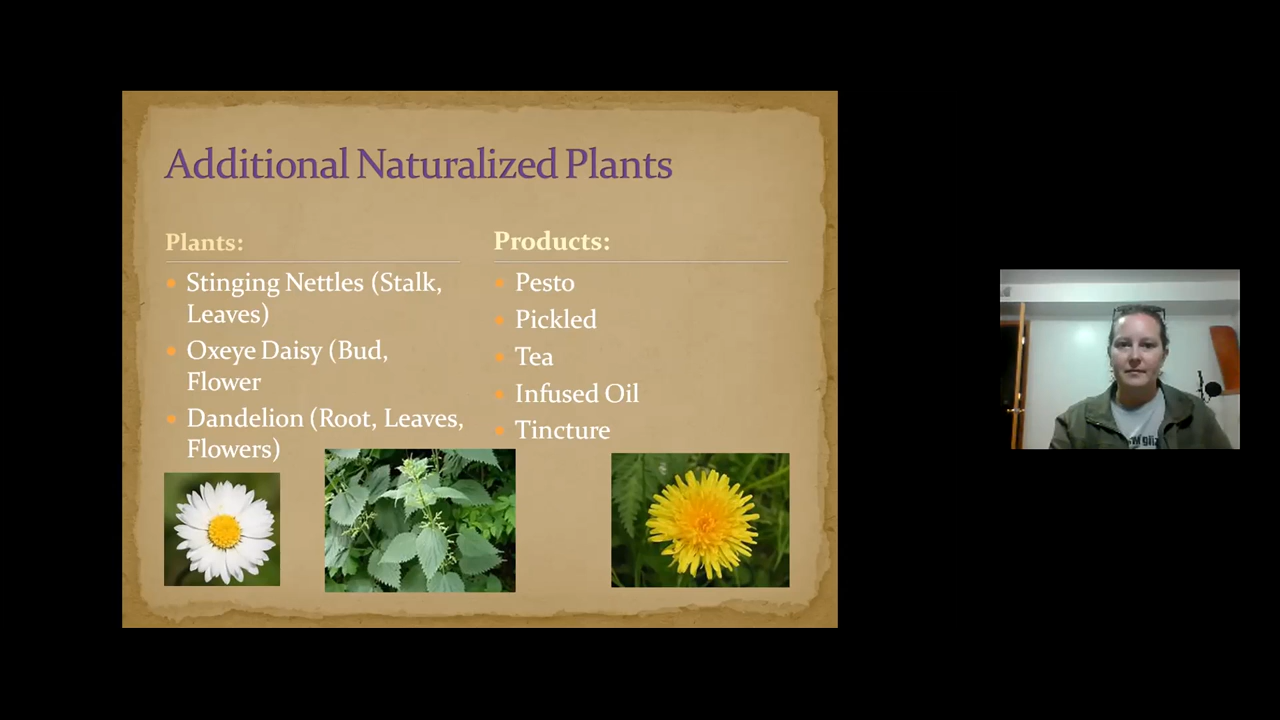 Additional Naturalized Plants
Plants:
Stinging Nettles (Stalk,
Leaves)
Oxeye Daisy (Bud,
Flower
Dandelion (Root, Leaves,
Flowers)
Products:
Pesto
Pickled
Tea
Infused Oil
Tincture